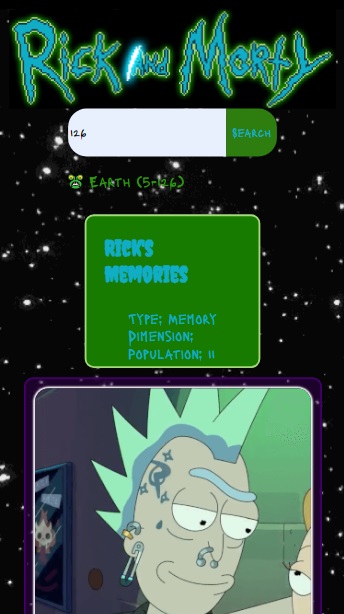 Rick and Morty
126
SEARCH
Earth (5-126)
RICK'S
MEMORIES
TYPE: MEMORY
DIMENSION:
POPULATION: 11